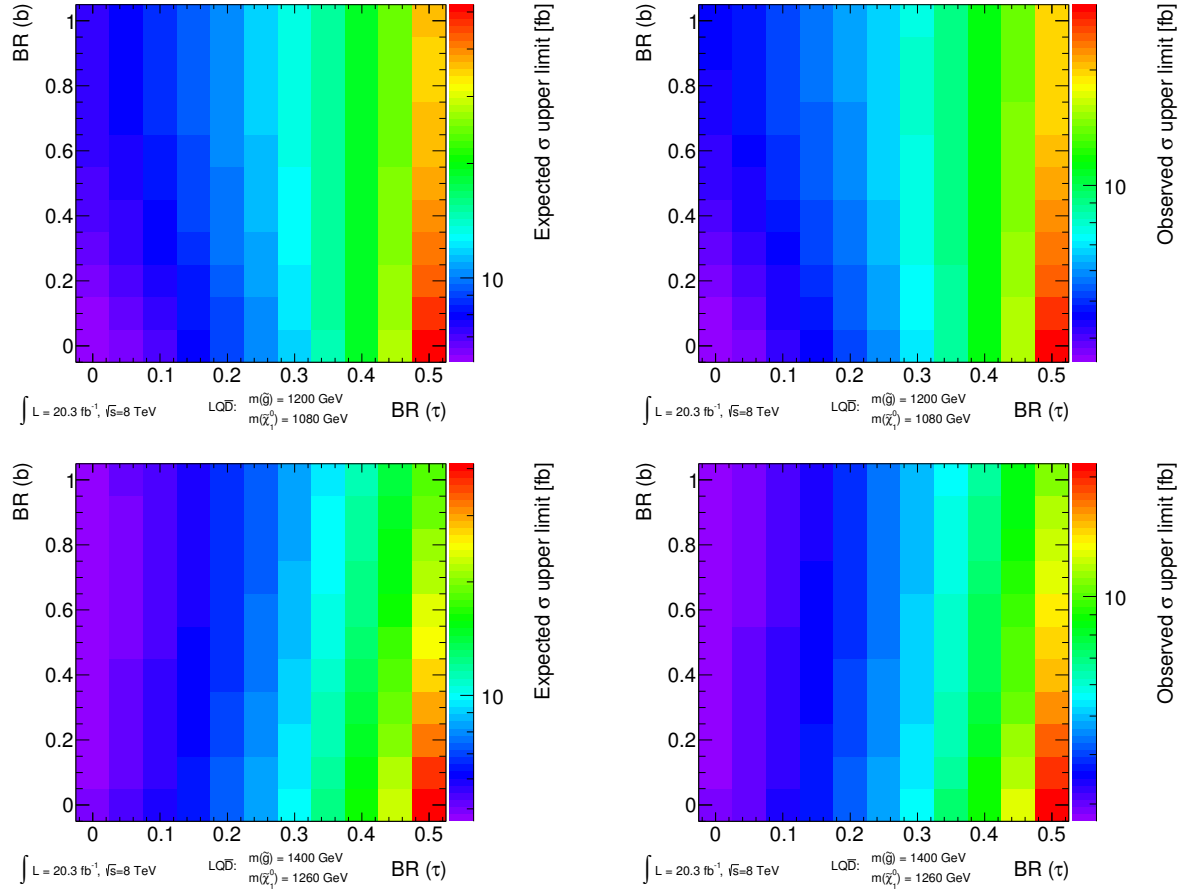 BR (b)
1
0.8
0.6
0.4
0.2
0
0 0.1 0.2 0.3 0.4 0.5
BR (τ)
Expected σ upper limit [fb]
10
∫ L = 20.3 fb⁻¹, √s=8 TeV
LQD̅: m(g̃) = 1200 GeV
m(χ̃⁰₁) = 1080 GeV
BR (b)
1
0.8
0.6
0.4
0.2
0
0 0.1 0.2 0.3 0.4 0.5
BR (τ)
Observed σ upper limit [fb]
10
∫ L = 20.3 fb⁻¹, √s=8 TeV
LQD̅: m(g̃) = 1200 GeV
m(χ̃⁰₁) = 1080 GeV
BR (b)
1
0.8
0.6
0.4
0.2
0
0 0.1 0.2 0.3 0.4 0.5
BR (τ)
Expected σ upper limit [fb]
10
∫ L = 20.3 fb⁻¹, √s=8 TeV
LQD̅: m(g̃) = 1400 GeV
m(χ̃⁰₁) = 1260 GeV
BR (b)
1
0.8
0.6
0.4
0.2
0
0 0.1 0.2 0.3 0.4 0.5
BR (τ)
Observed σ upper limit [fb]
10
∫ L = 20.3 fb⁻¹, √s=8 TeV
LQD̅: m(g̃) = 1400 GeV
m(χ̃⁰₁) = 1260 GeV